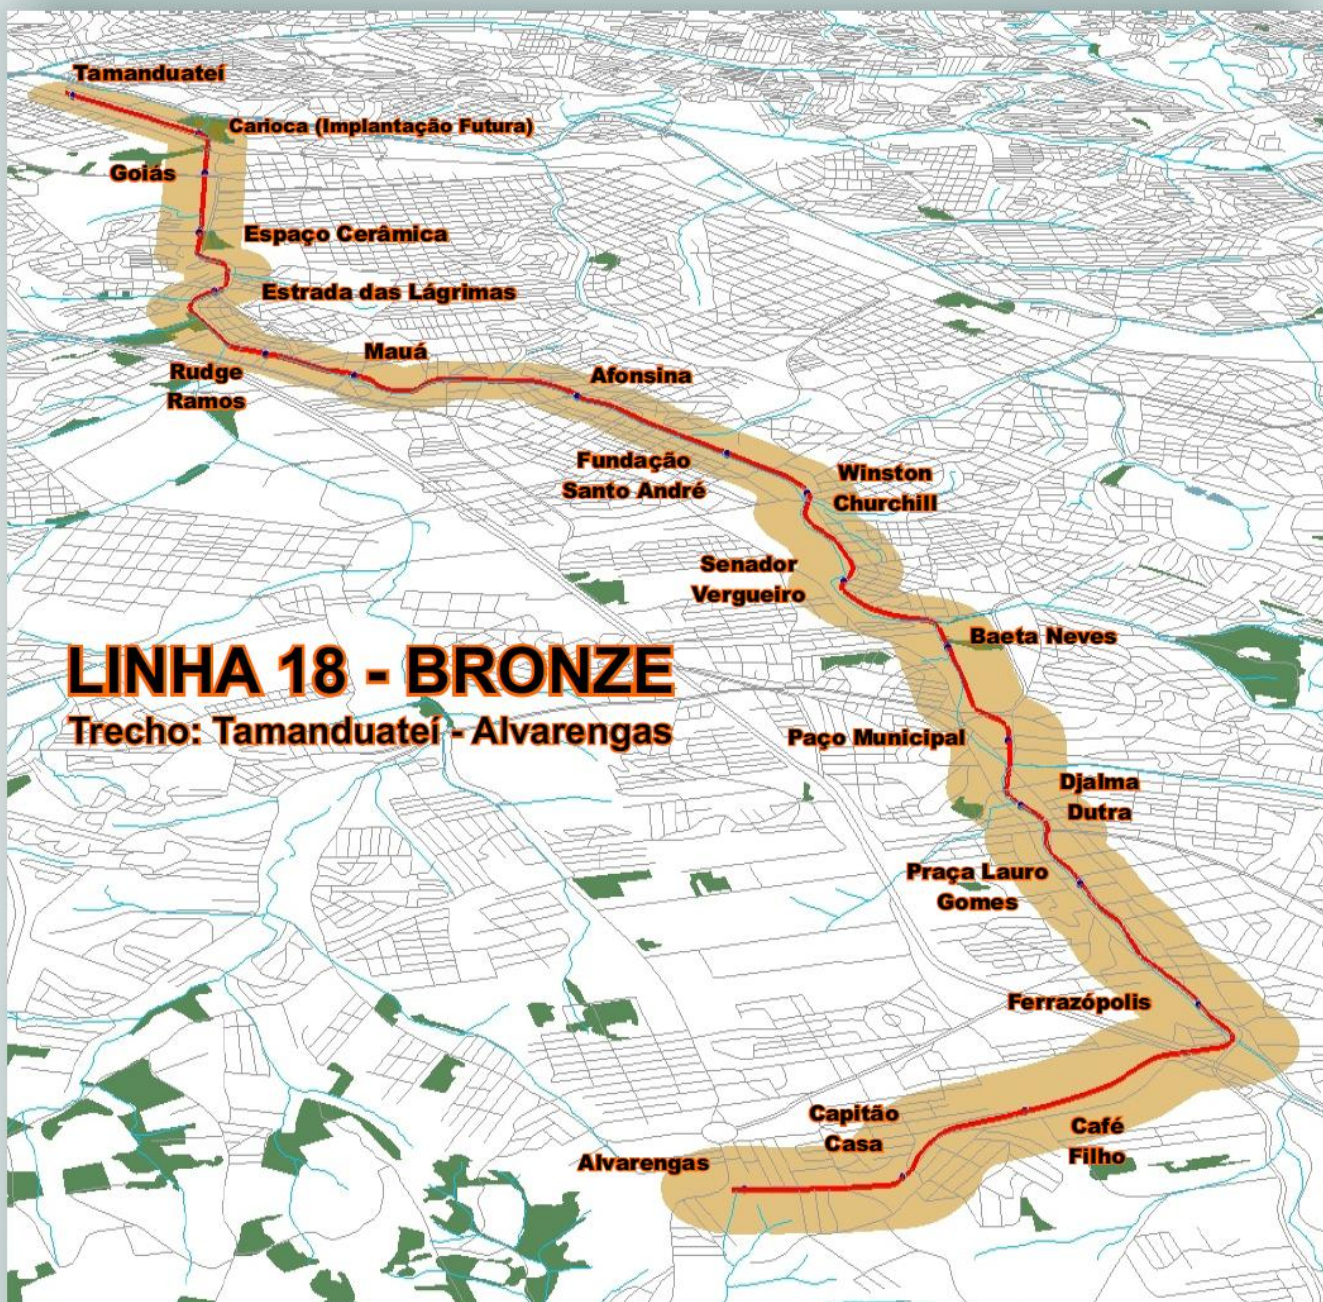 Tamanduateí
Carioca (Implantação Futura)
Goiás
Espaço Cerâmica
Estrada das Lágrimas
Mauá
Rudge
Ramos
Afonsina
Fundação
Santo André
Winston
Churchill
Senador
Vergueiro
Baeta Neves
LINHA 18 - BRONZE
Trecho: Tamanduateí - Alvarengas
Paço Municipal
Djalma
Dutra
Praça Lauro
Gomes
Ferrazópolis
Capitão
Casa
Café
Filho
Alvarengas